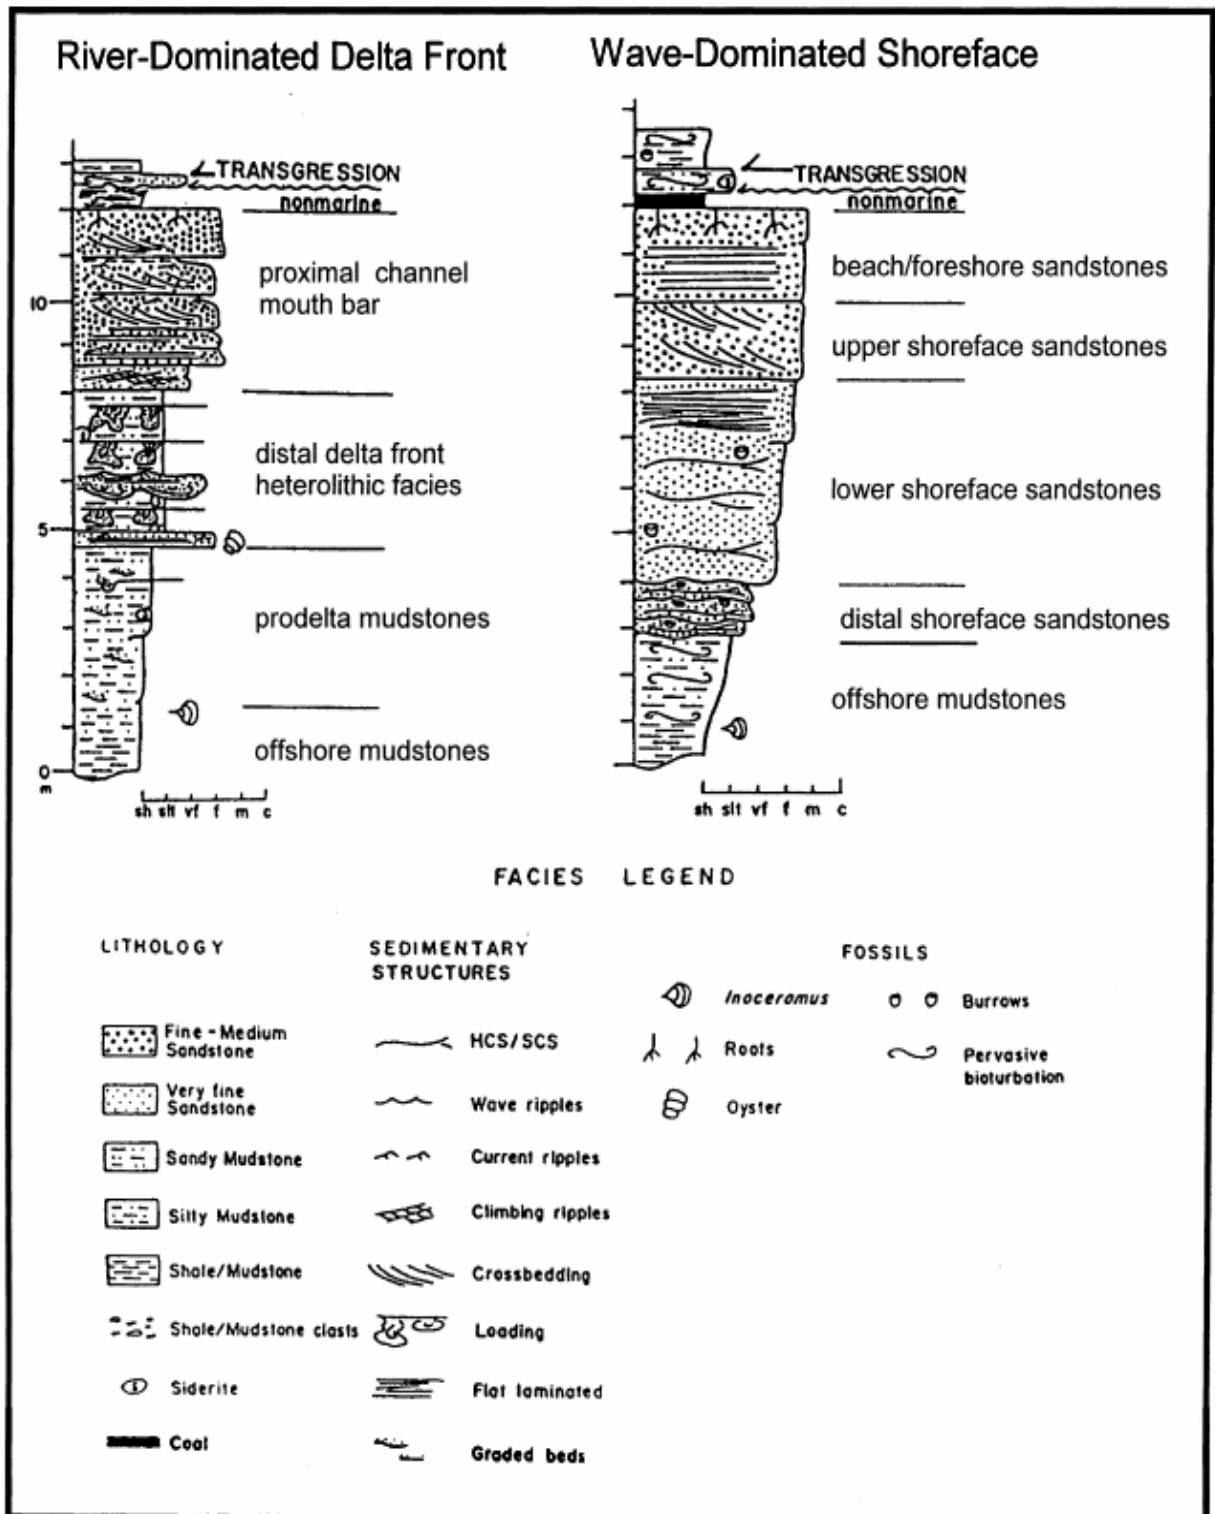 River-Dominated Delta Front
Wave-Dominated Shoreface
TRANSGRESSION
nonmarine
proximal channel
mouth bar
10
distal delta front
heterolithic facies
5
prodelta mudstones
offshore mudstones
0
m
sh slt vf f m c
TRANSGRESSION
nonmarine
beach/foreshore sandstones
upper shoreface sandstones
lower shoreface sandstones
distal shoreface sandstones
offshore mudstones
sh slt vf f m c
FACIES LEGEND
LITHOLOGY
Fine-Medium
Sandstone
Very fine
Sandstone
Sandy Mudstone
Silty Mudstone
Shale/Mudstone
Shale/Mudstone clasts
Siderite
Coal
SEDIMENTARY
STRUCTURES
HCS/SCS
Wave ripples
Current ripples
Climbing ripples
Crossbedding
Loading
Flat laminated
Graded beds
FOSSILS
Inoceramus
Roots
Oyster
Burrows
Pervasive
bioturbation